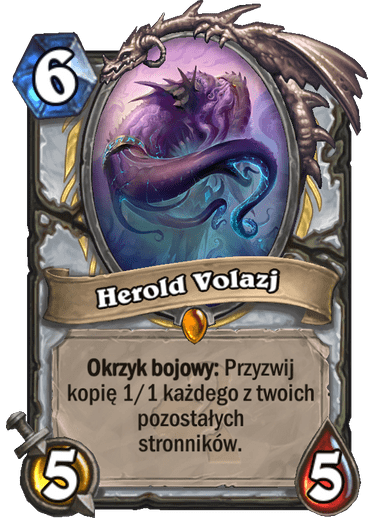 6
Herold Volazj
Okrzyk bojowy: Przyzwij
kopię 1/1 każdego z twoich
pozostałych
stronników.
5
5